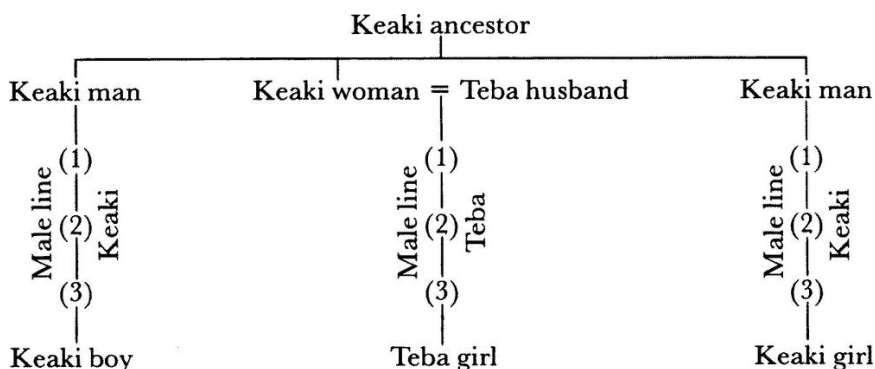 Keaki ancestor
Keaki man
Keaki woman = Teba husband
Keaki man
(1)
(2)
(3)
Male line
Keaki
(1)
(2)
(3)
Male line
Teba
(1)
(2)
(3)
Male line
Keaki
Keaki boy
Teba girl
Keaki girl